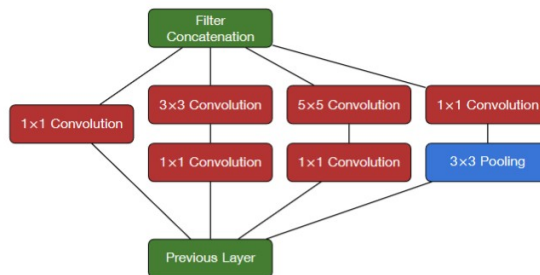 Filter
Concatenation
3×3 Convolution
5×5 Convolution
1×1 Convolution
1×1 Convolution
1×1 Convolution
1×1 Convolution
3×3 Pooling
Previous Layer